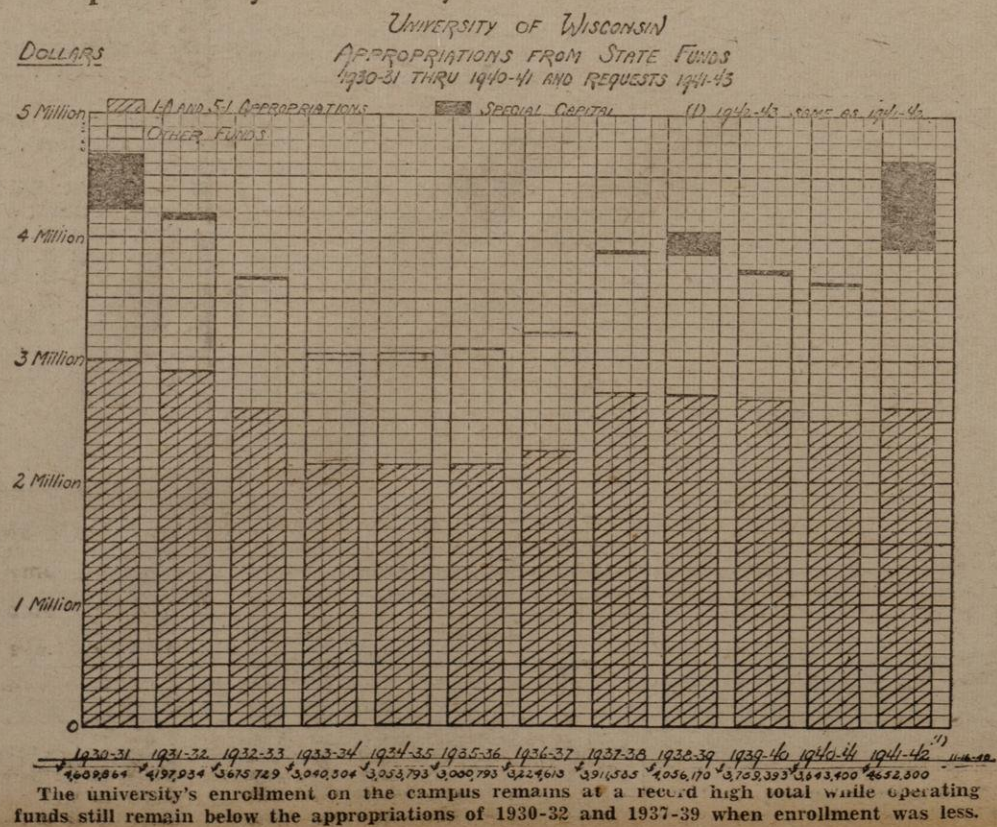 UNIVERSITY OF WISCONSIN
DOLLARS
APPROPRIATIONS FROM STATE FUNDS
1930-31 THRU 1940-41 AND REQUESTS 1941-43
5 Million
1-A AND S-1 APPROPRIATIONS
SPECIAL CAPITAL
(1) 1942-43 SAME AS 1941-42
OTHER FUNDS
4 Million
3 Million
2 Million
1 Million
0
1930-31 1931-32 1932-33 1933-34 1934-35 1935-36 1936-37 1937-38 1938-39 1939-40 1940-41 1941-42 (1)
$4,689,864 $4,197,934 $3,675,729 $3,040,504 $3,053,793 $3,080,793 $3,224,613 $3,911,585 $4,056,170 $3,759,393 $3,643,400 $4,652,500
The university's enrollment on the campus remains at a record high total while operating
funds still remain below the appropriations of 1930-32 and 1937-39 when enrollment was less.